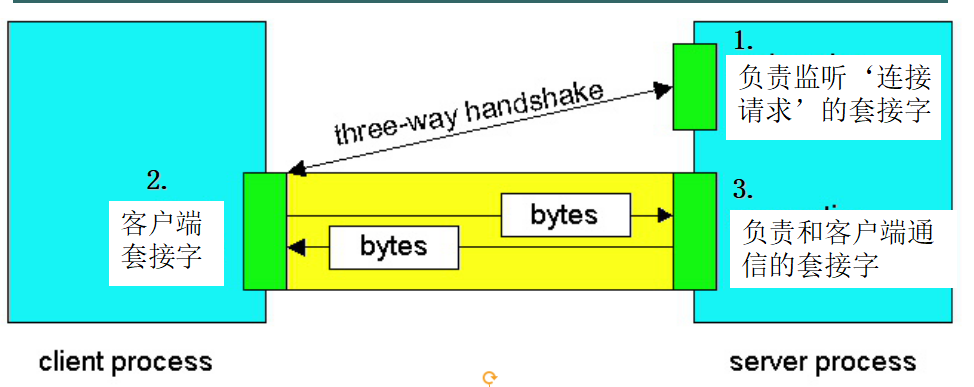 1.
负责监听‘连接
请求’的套接字
three-way handshake
2.
客户端
套接字
bytes
bytes
3.
负责和客户端通
信的套接字
client process
server process